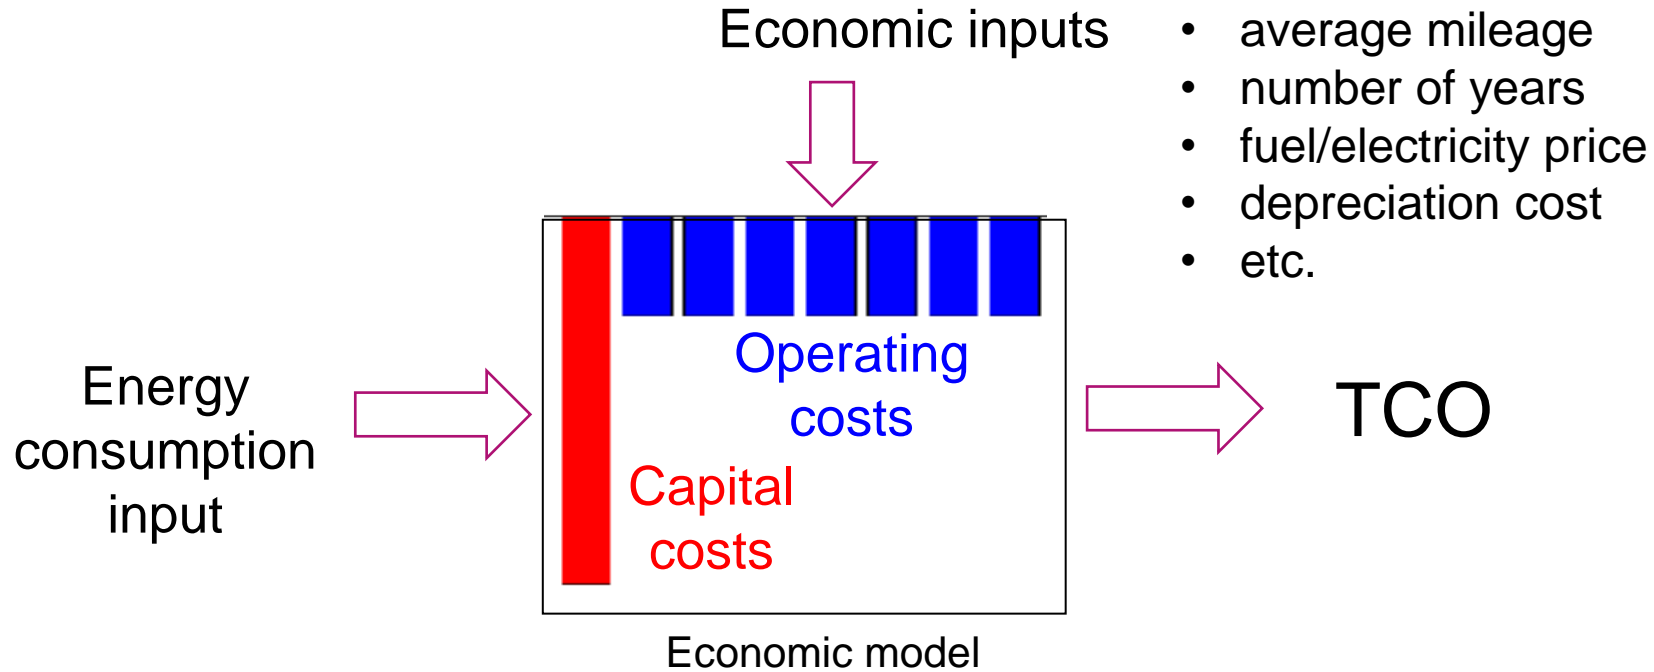 Economic inputs
• average mileage
• number of years
• fuel/electricity price
• depreciation cost
• etc.
Energy
consumption
input
Operating
costs
Capital
costs
TCO
Economic model